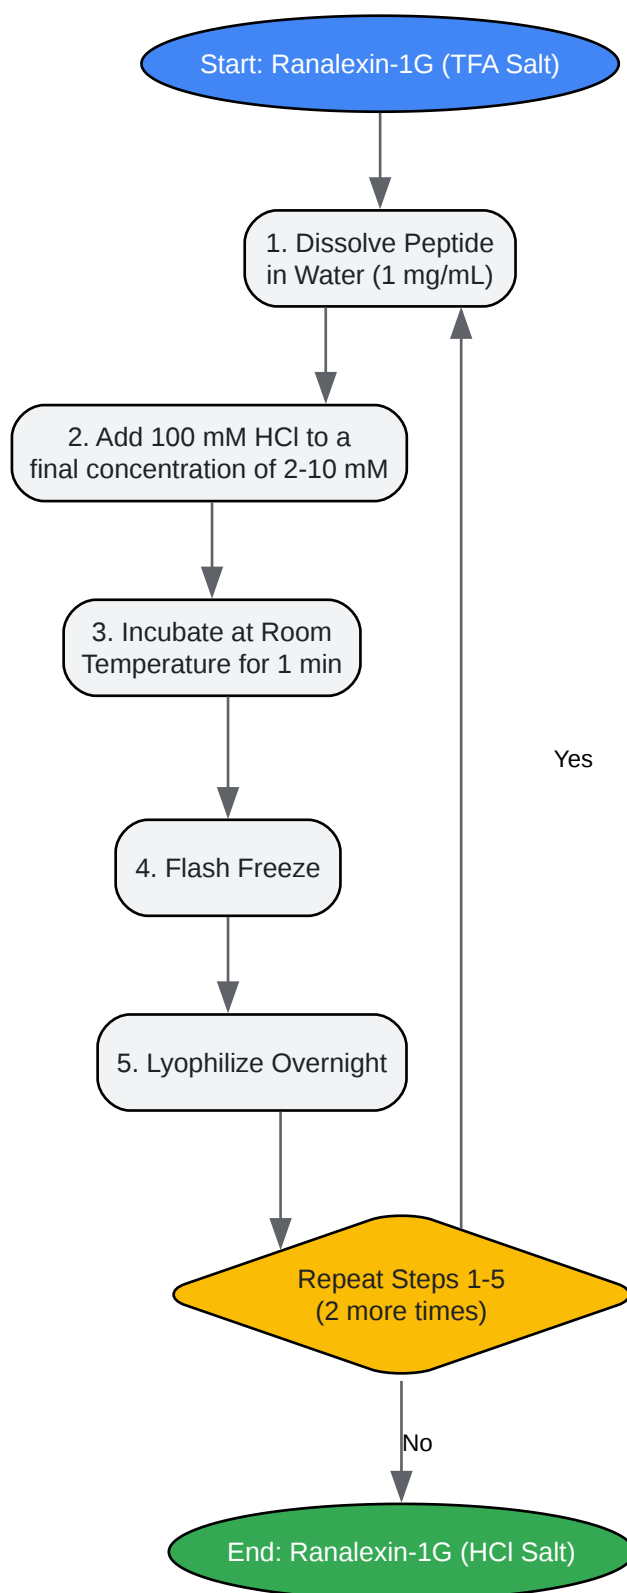 Start: Ranalexin-1G (TFA Salt)
1. Dissolve Peptide
in Water (1 mg/mL)
2. Add 100 mM HCl to a
final concentration of 2-10 mM
3. Incubate at Room
Temperature for 1 min
Yes
4. Flash Freeze
5. Lyophilize Overnight
Repeat Steps 1-5
(2 more times)
No
End: Ranalexin-1G (HCl Salt)